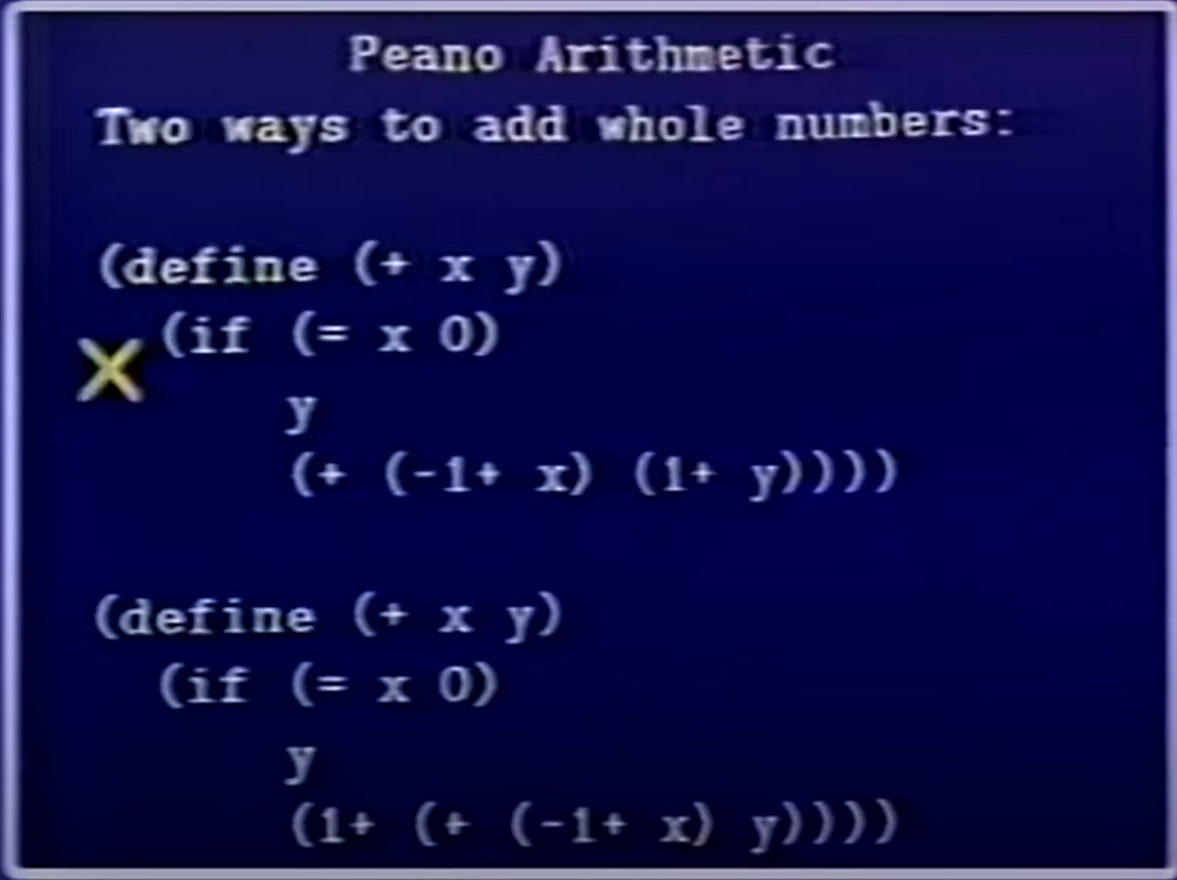 Peano Arithmetic
Two ways to add whole numbers:
(define (+ x y)
(if (= x 0)
y
(+ (-1+ x) (1+ y))))
(define (+ x y)
(if (= x 0)
y
(1+ (+ (-1+ x) y))))